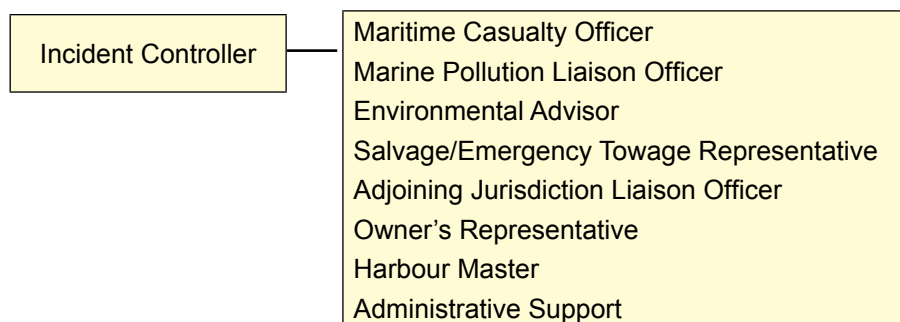 Incident Controller
Maritime Casualty Officer
Marine Pollution Liaison Officer
Environmental Advisor
Salvage/Emergency Towage Representative
Adjoining Jurisdiction Liaison Officer
Owner’s Representative
Harbour Master
Administrative Support